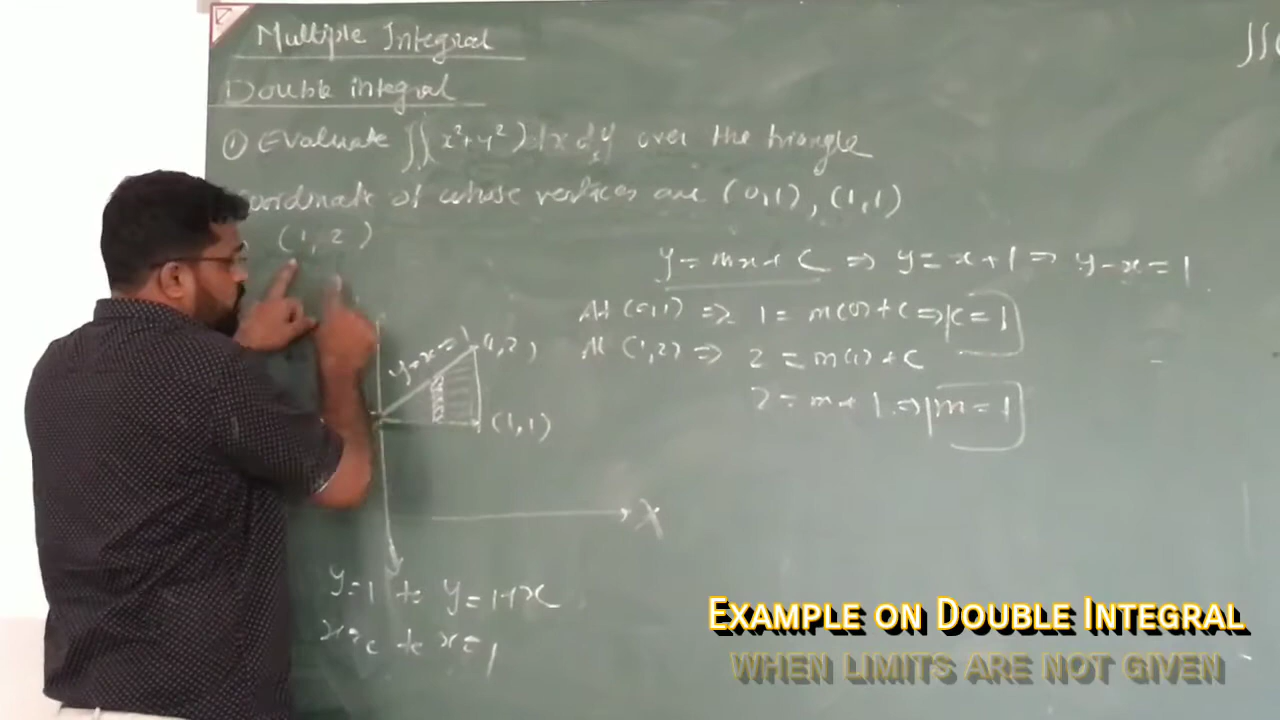 Multiple Integral
Double integral
∬(
① Evaluate ∬(x²+y²) dx dy over the triangle
coordinate of whose vertices are (0,1), (1,1)
(1,2)
y = mx + c ⇒ y = x+1 ⇒ y-x=1
At (0,1) ⇒ 1 = m(0)+c ⇒ c=1
At (1,2) ⇒ 2 = m(1)+c
2 = m+1 ⇒ m=1
y-x=1
(1,2)
(1,1)
X
y=1 to y=1+x
x=0 to x=1
Example on Double Integral
when limits are not given